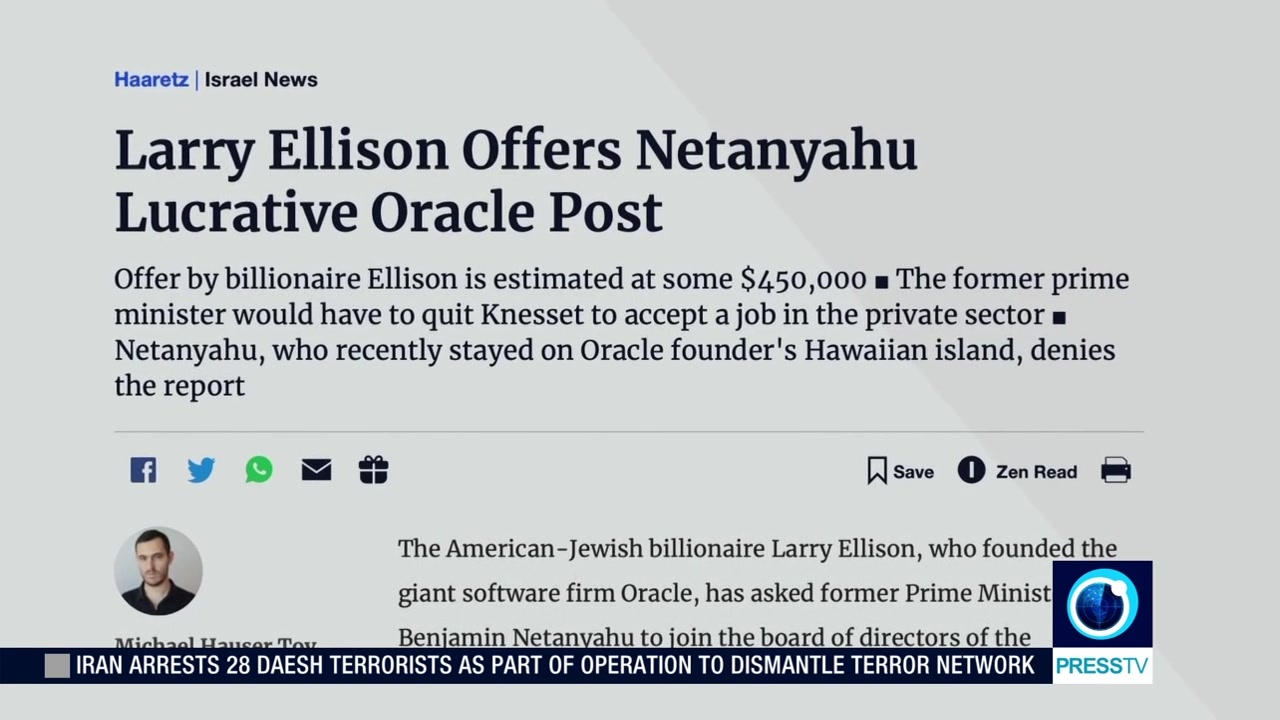 Haaretz | Israel News
Larry Ellison Offers Netanyahu
Lucrative Oracle Post
Offer by billionaire Ellison is estimated at some $450,000 ■ The former prime
minister would have to quit Knesset to accept a job in the private sector ■
Netanyahu, who recently stayed on Oracle founder's Hawaiian island, denies
the report
Save
Zen Read
The American-Jewish billionaire Larry Ellison, who founded the
giant software firm Oracle, has asked former Prime Minist
Michael Hauser Tov
Benjamin Netanyahu to join the board of directors of the
IRAN ARRESTS 28 DAESH TERRORISTS AS PART OF OPERATION TO DISMANTLE TERROR NETWORK
PRESSTV